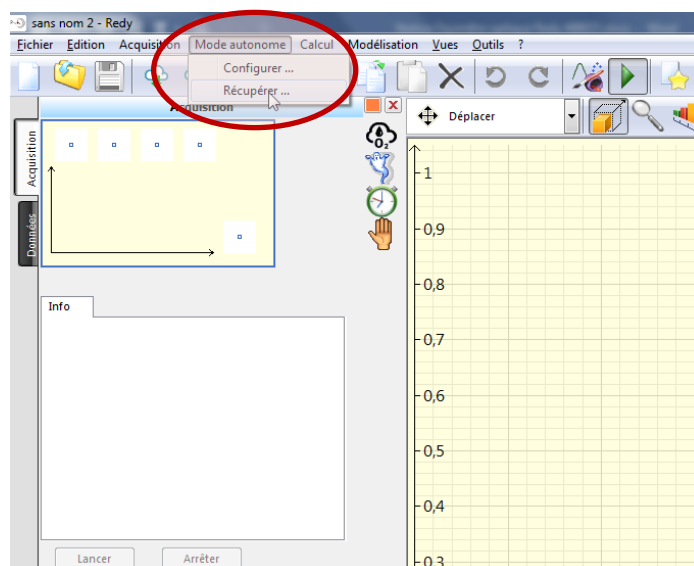 sans nom 2 - Redy
Fichier Edition Acquisition Mode autonome Calcul Modélisation Vues Outils ?
Configurer ...
Récupérer ...
Acquisition
Déplacer
O₂
Acquisition
Données
Info
1
0,9
0,8
0,7
0,6
0,5
0,4
0,3
Lancer Arrêter